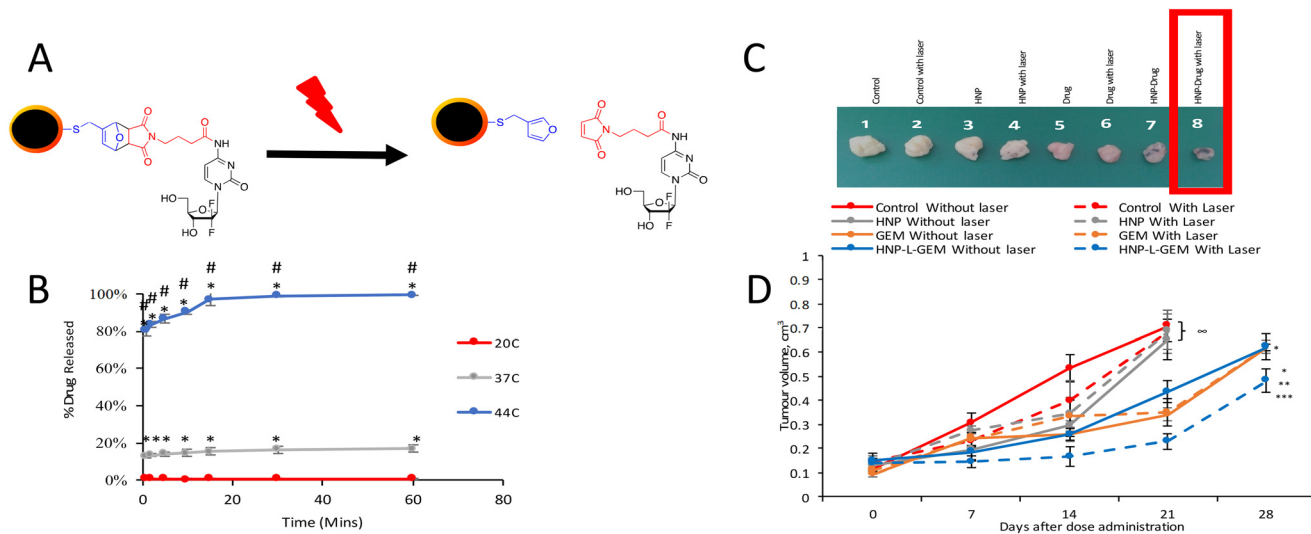 A
S
O
O
N
O
O
NH
N
N
O
HO
O
F
HO
F
S
O
O
N
O
O
NH
N
N
O
HO
O
F
HO
F
B
100%
80%
60%
40%
20%
0%
%Drug Released
0
20
40
60
80
Time (Mins)
# # # # # # #
* * * * * * *
* * * * * * *
20C
37C
44C
C
Control
Control with laser
HNP
HNP with laser
Drug
Drug with laser
HNP-Drug
HNP-Drug with laser
1 2 3 4 5 6 7 8
Control Without laser
Control With Laser
HNP Without laser
HNP With Laser
GEM Without laser
GEM With Laser
HNP-L-GEM Without laser
HNP-L-GEM With Laser
D
Tumour volume, cm3
1
0.9
0.8
0.7
0.6
0.5
0.4
0.3
0.2
0.1
0
∞
*
*
**
***
0 7 14 21 28
Days after dose administration